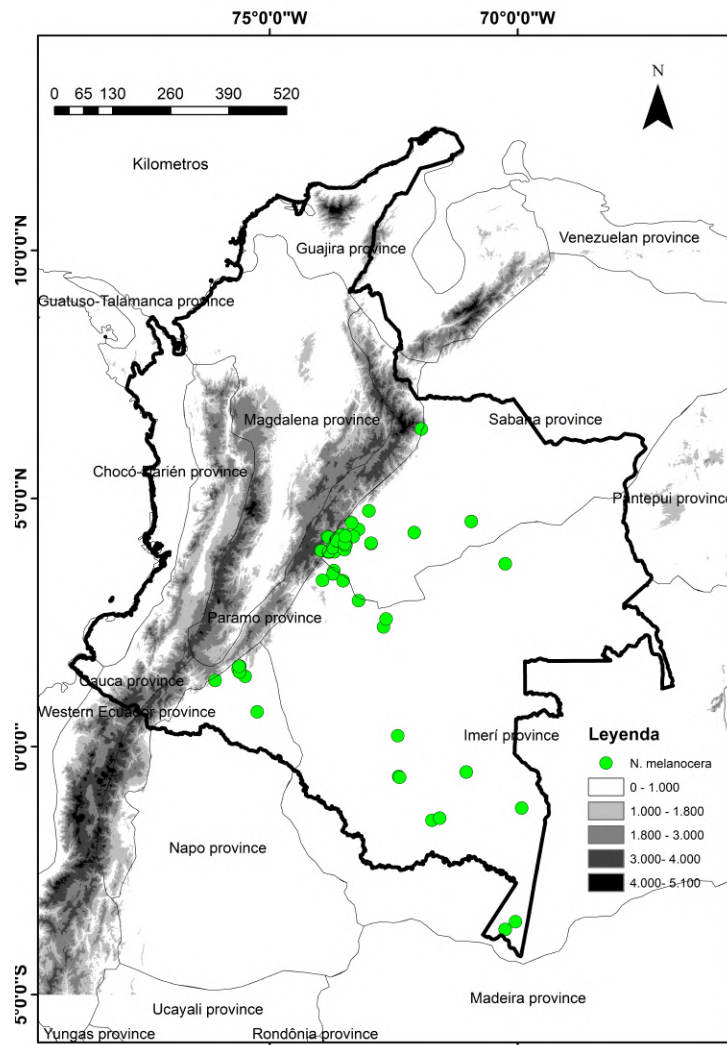 75°0'0"W 70°0'0"W
0 65 130 260 390 520
N
Kilometros
10°0'0"N
Guajira province
Venezuelan province
Guatuso-Talamanca province
Magdalena province
Sabana province
Chocó-Darién province
Pantepui province
5°0'0"N
Paramo province
Cauca province
Western Ecuador province
0°0'0"
Imerí province
Leyenda
N. melanocera
0 - 1.000
1.000 - 1.800
1.800 - 3.000
3.000 - 4.000
4.000- 5.100
Napo province
5°0'0"S
Ucayali province
Madeira province
Yungas province
Rondônia province